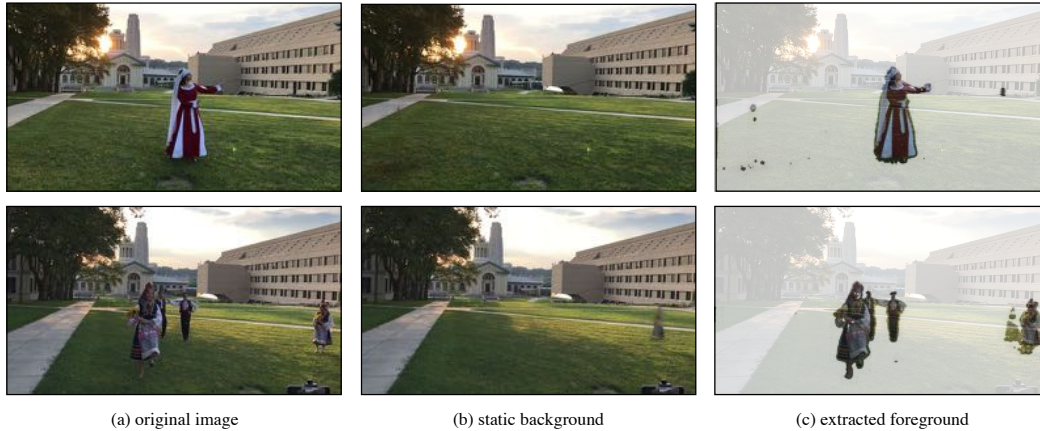 (a) original image
(b) static background
(c) extracted foreground